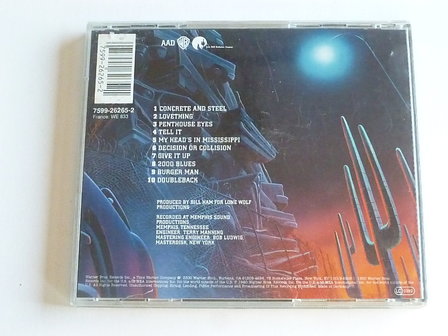 AAD
7599-26265-2
7599-26265-2
France: WE 833
1 CONCRETE AND STEEL
2 LOVETHING
3 PENTHOUSE EYES
4 TELL IT
5 MY HEAD'S IN MISSISSIPPI
6 DECISION OR COLLISION
7 GIVE IT UP
8 2000 BLUES
9 BURGER MAN
10 DOUBLEBACK
PRODUCED BY BILL HAM FOR LONE WOLF
PRODUCTIONS
RECORDED AT MEMPHIS SOUND
PRODUCTIONS
MEMPHIS, TENNESSEE
ENGINEER: TERRY MANNING
MASTERING ENGINEER: BOB LUDWIG
MASTERDISK, NEW YORK